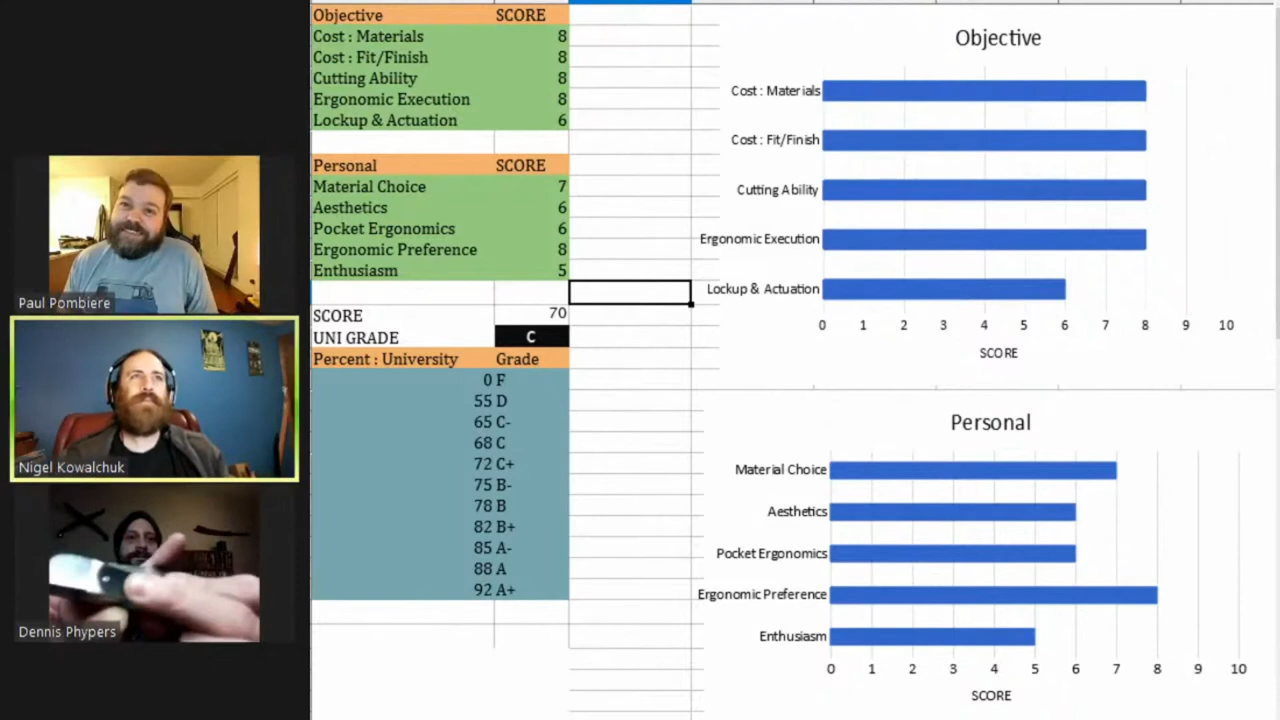 Paul Pombiere
Nigel Kowalchuk
Dennis Phypers
Objective SCORE
Cost : Materials 8
Cost : Fit/Finish 8
Cutting Ability 8
Ergonomic Execution 8
Lockup & Actuation 6
Personal SCORE
Material Choice 7
Aesthetics 6
Pocket Ergonomics 6
Ergonomic Preference 8
Enthusiasm 5
SCORE 70
UNI GRADE C
Percent : University Grade
0 F
55 D
65 C-
68 C
72 C+
75 B-
78 B
82 B+
85 A-
88 A
92 A+
Objective
Cost : Materials
Cost : Fit/Finish
Cutting Ability
Ergonomic Execution
Lockup & Actuation
0 1 2 3 4 5 6 7 8 9 10
SCORE
Personal
Material Choice
Aesthetics
Pocket Ergonomics
Ergonomic Preference
Enthusiasm
0 1 2 3 4 5 6 7 8 9 10
SCORE